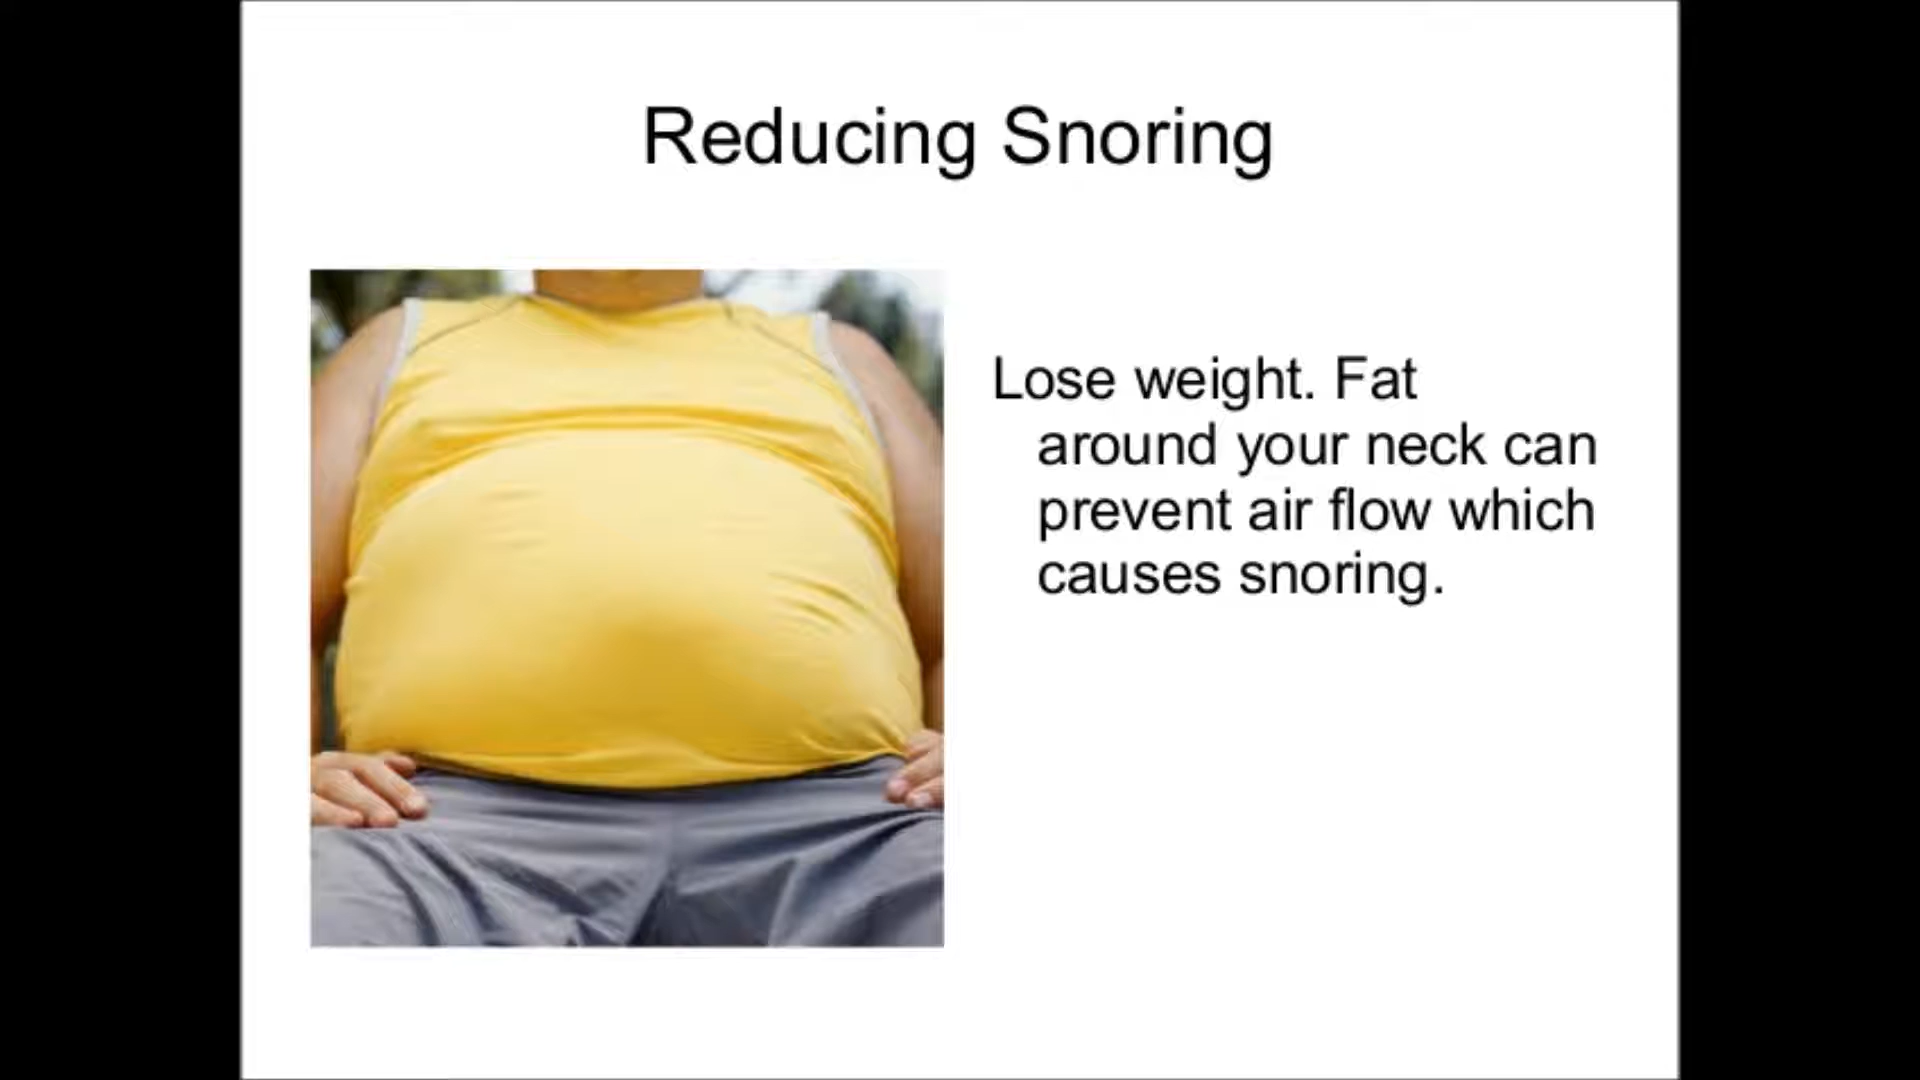 Reducing Snoring
Lose weight. Fat
around your neck can
prevent air flow which
causes snoring.